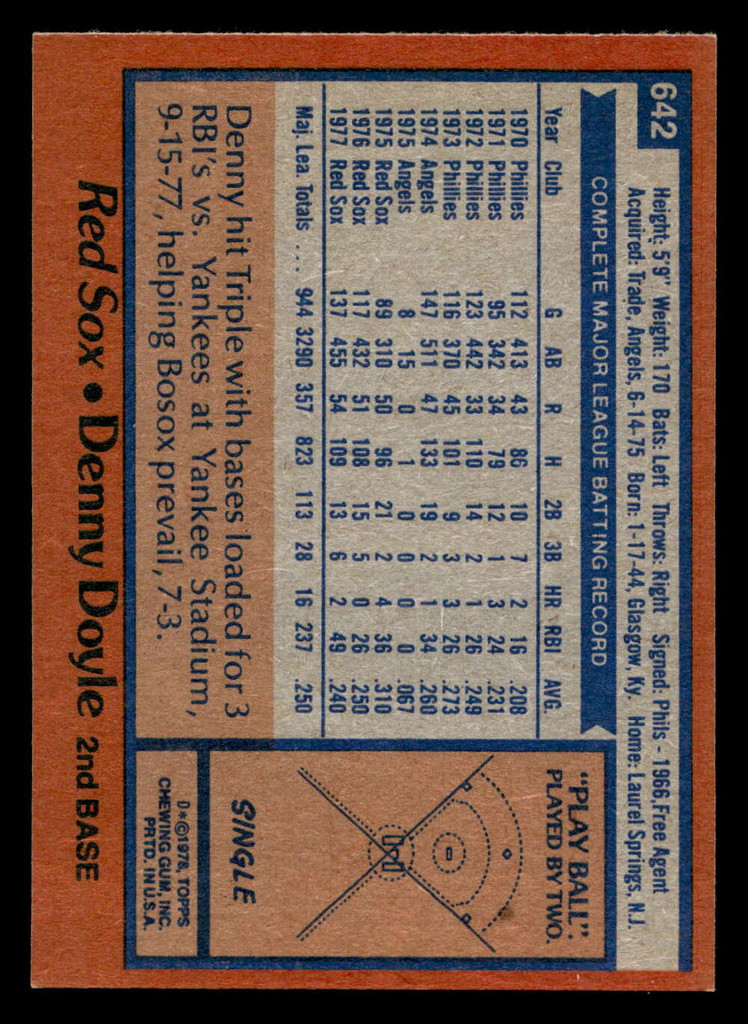 642
Height: 5'9" Weight: 170 Bats: Left Throws: Right Signed: Phils - 1966, Free Agent
Acquired: Trade, Angels, 6-14-75 Born: 1-17-44, Glasgow, Ky. Home: Laurel Springs, N.J.
COMPLETE MAJOR LEAGUE BATTING RECORD
Year Club G AB R H 2B 3B HR RBI AVG.
1970 Phillies 112 413 43 86 10 7 2 16 .208
1971 Phillies 95 342 34 79 12 1 3 24 .231
1972 Phillies 123 442 33 110 14 2 1 26 .249
1973 Phillies 116 370 45 101 9 3 3 26 .273
1974 Angels 147 511 47 133 19 2 1 34 .260
1975 Angels 8 15 0 1 0 0 0 0 .067
1975 Red Sox 89 310 50 96 21 2 4 36 .310
1976 Red Sox 117 432 51 108 15 5 0 26 .250
1977 Red Sox 137 455 54 109 13 6 2 49 .240
Maj. Lea. Totals . . . 944 3290 357 823 113 28 16 237 .250
Denny hit Triple with bases loaded for 3
RBI's vs. Yankees at Yankee Stadium,
9-15-77, helping Bosox prevail, 7-3.
"PLAY BALL":
PLAYED BY TWO.
SINGLE
D*©1978, TOPPS
CHEWING GUM, INC.
PRTD. IN U.S.A.
Red Sox • Denny Doyle 2nd BASE